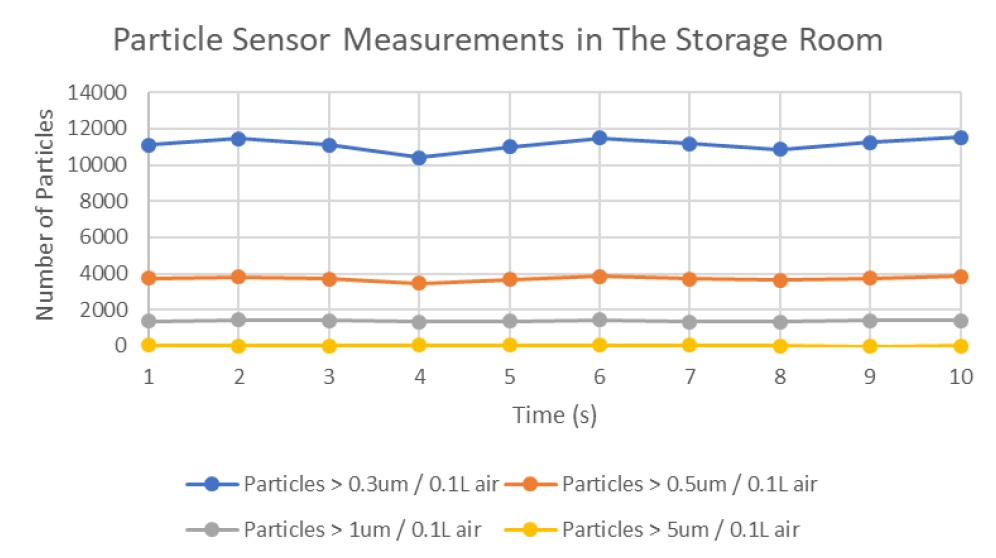 Particle Sensor Measurements in The Storage Room
14000
12000
10000
8000
6000
4000
2000
0
Number of Particles
1 2 3 4 5 6 7 8 9 10
Time (s)
Particles > 0.3um / 0.1L air Particles > 0.5um / 0.1L air
Particles > 1um / 0.1L air Particles > 5um / 0.1L air